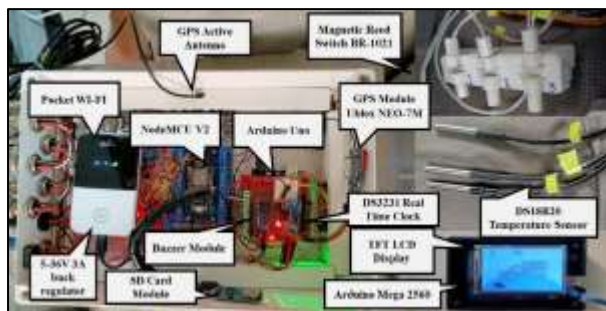 GPS Active
Antenna
Magnetic Reed
Switch BR-1021
Pocket WI-FI
GPS Module
Ublox NEO-7M
NodeMCU V2
Arduino Uno
DS3231 Real
Time Clock
DS18B20
Temperature Sensor
Buzzer Module
TFT LCD
Display
5-36V 3A
buck
regulator
SD Card
Module
Arduino Mega 2560